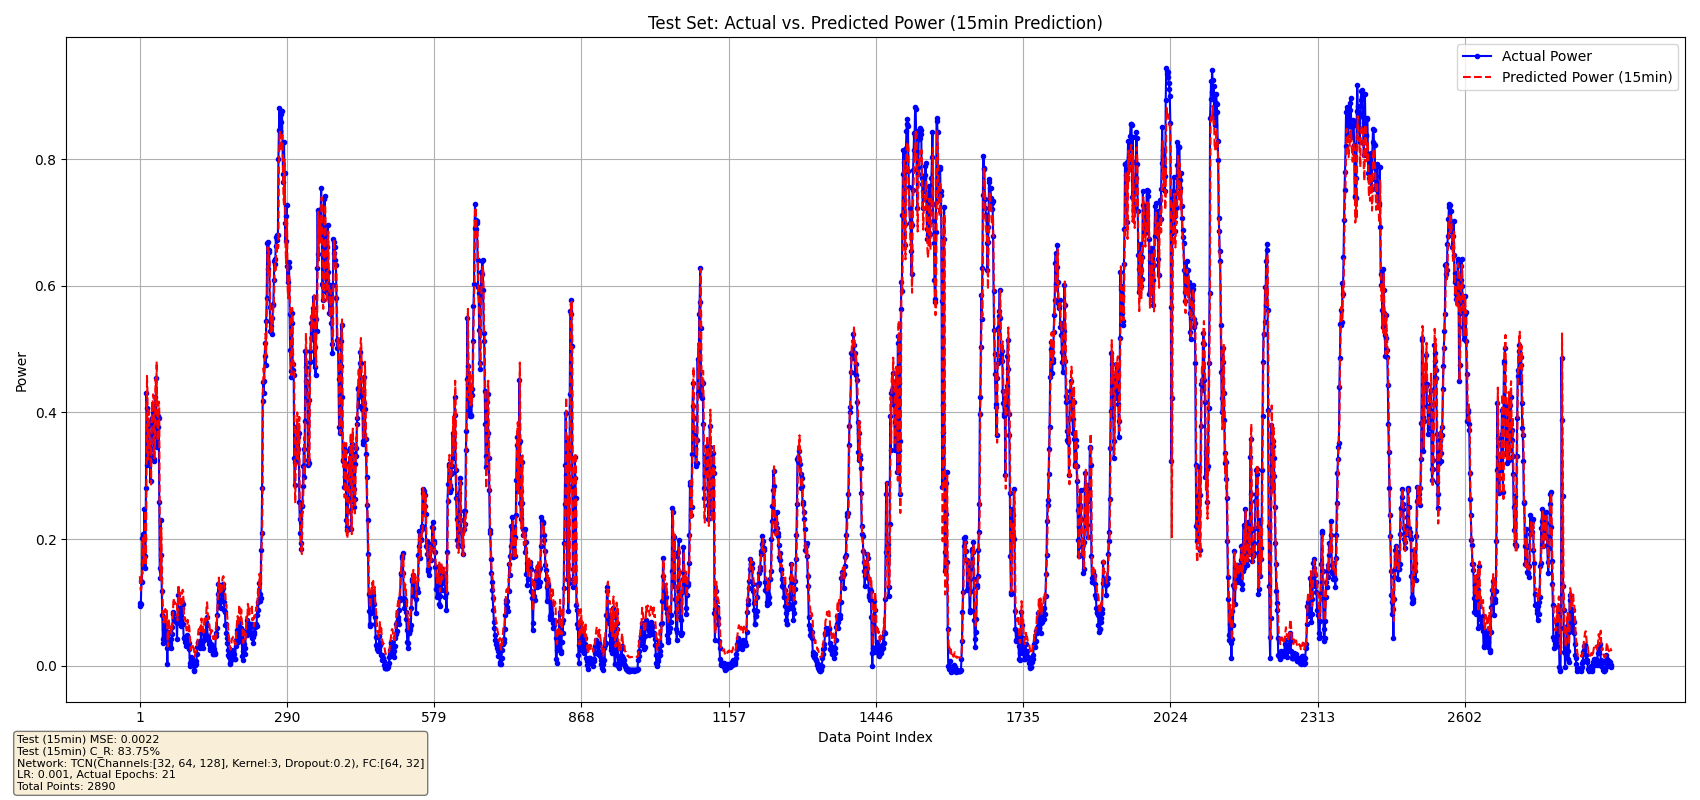 Test Set: Actual vs. Predicted Power (15min Prediction)
Actual Power
Predicted Power (15min)
Power
0.8
0.6
0.4
0.2
0.0
1 290 579 868 1157 1446 1735 2024 2313 2602
Data Point Index
Test (15min) MSE: 0.0022
Test (15min) C_R: 83.75%
Network: TCN(Channels:[32, 64, 128], Kernel:3, Dropout:0.2), FC:[64, 32]
LR: 0.001, Actual Epochs: 21
Total Points: 2890